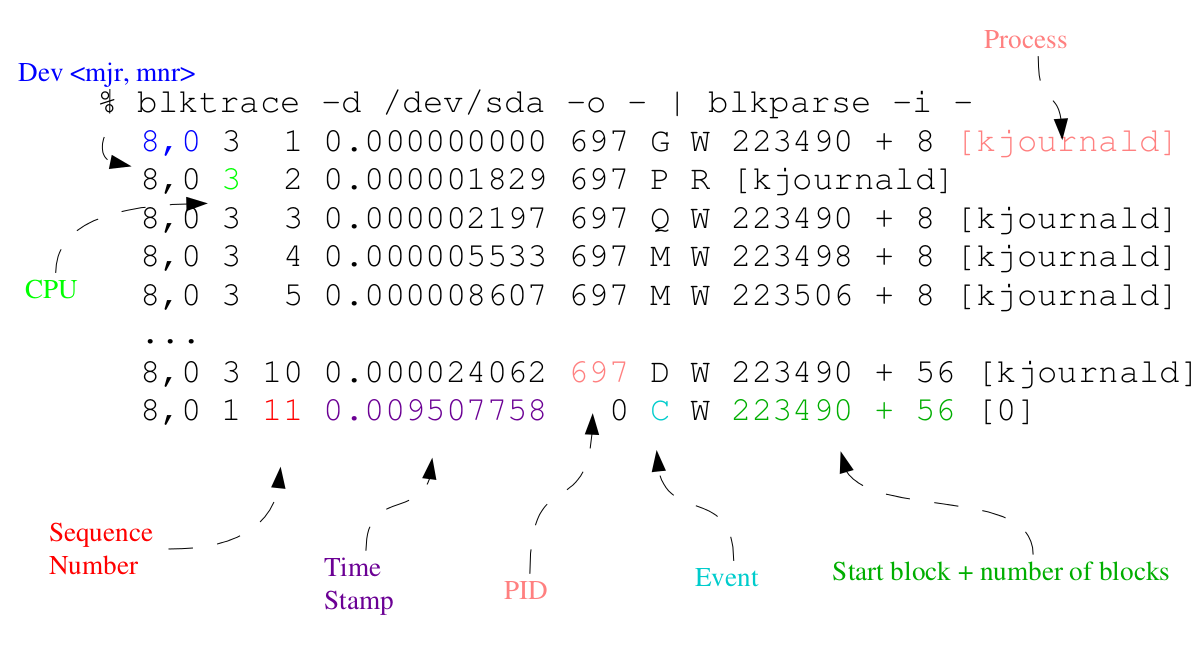 Process
Dev <mjr, mnr>
% blktrace -d /dev/sda -o - | blkparse -i -
8,0 3 1 0.000000000 697 G W 223490 + 8 [kjournald]
8,0 3 2 0.000001829 697 P R [kjournald]
8,0 3 3 0.000002197 697 Q W 223490 + 8 [kjournald]
8,0 3 4 0.000005533 697 M W 223498 + 8 [kjournald]
8,0 3 5 0.000008607 697 M W 223506 + 8 [kjournald]
CPU
...
8,0 3 10 0.000024062 697 D W 223490 + 56 [kjournald]
8,0 1 11 0.009507758 0 C W 223490 + 56 [0]
Sequence
Number
Time
Stamp
PID
Event
Start block + number of blocks